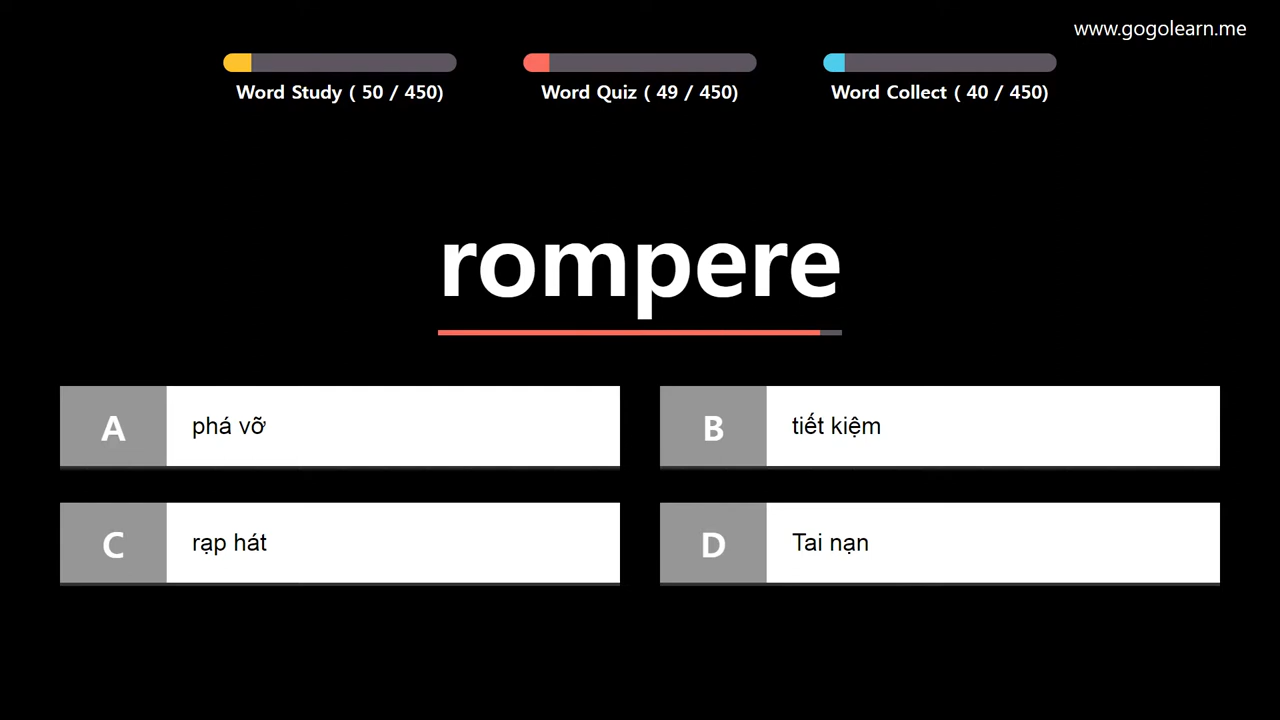 www.gogolearn.me
Word Study ( 50 / 450)
Word Quiz ( 49 / 450)
Word Collect ( 40 / 450)
rompere
A phá vỡ
B tiết kiệm
C rạp hát
D Tai nạn